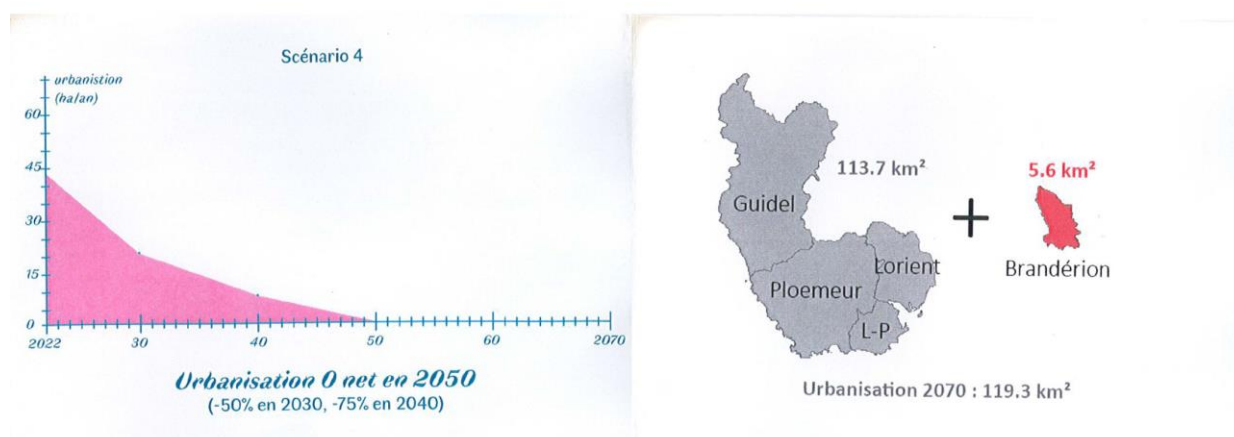 Scénario 4
urbanistion
(ha/an)
60
45
30
15
0
2022
30
40
50
60
2070
Urbanisation 0 net en 2050
(-50% en 2030, -75% en 2040)
113.7 km²
5.6 km²
Guidel
+
Lorient
Ploemeur
Brandérion
L-P
Urbanisation 2070 : 119.3 km²